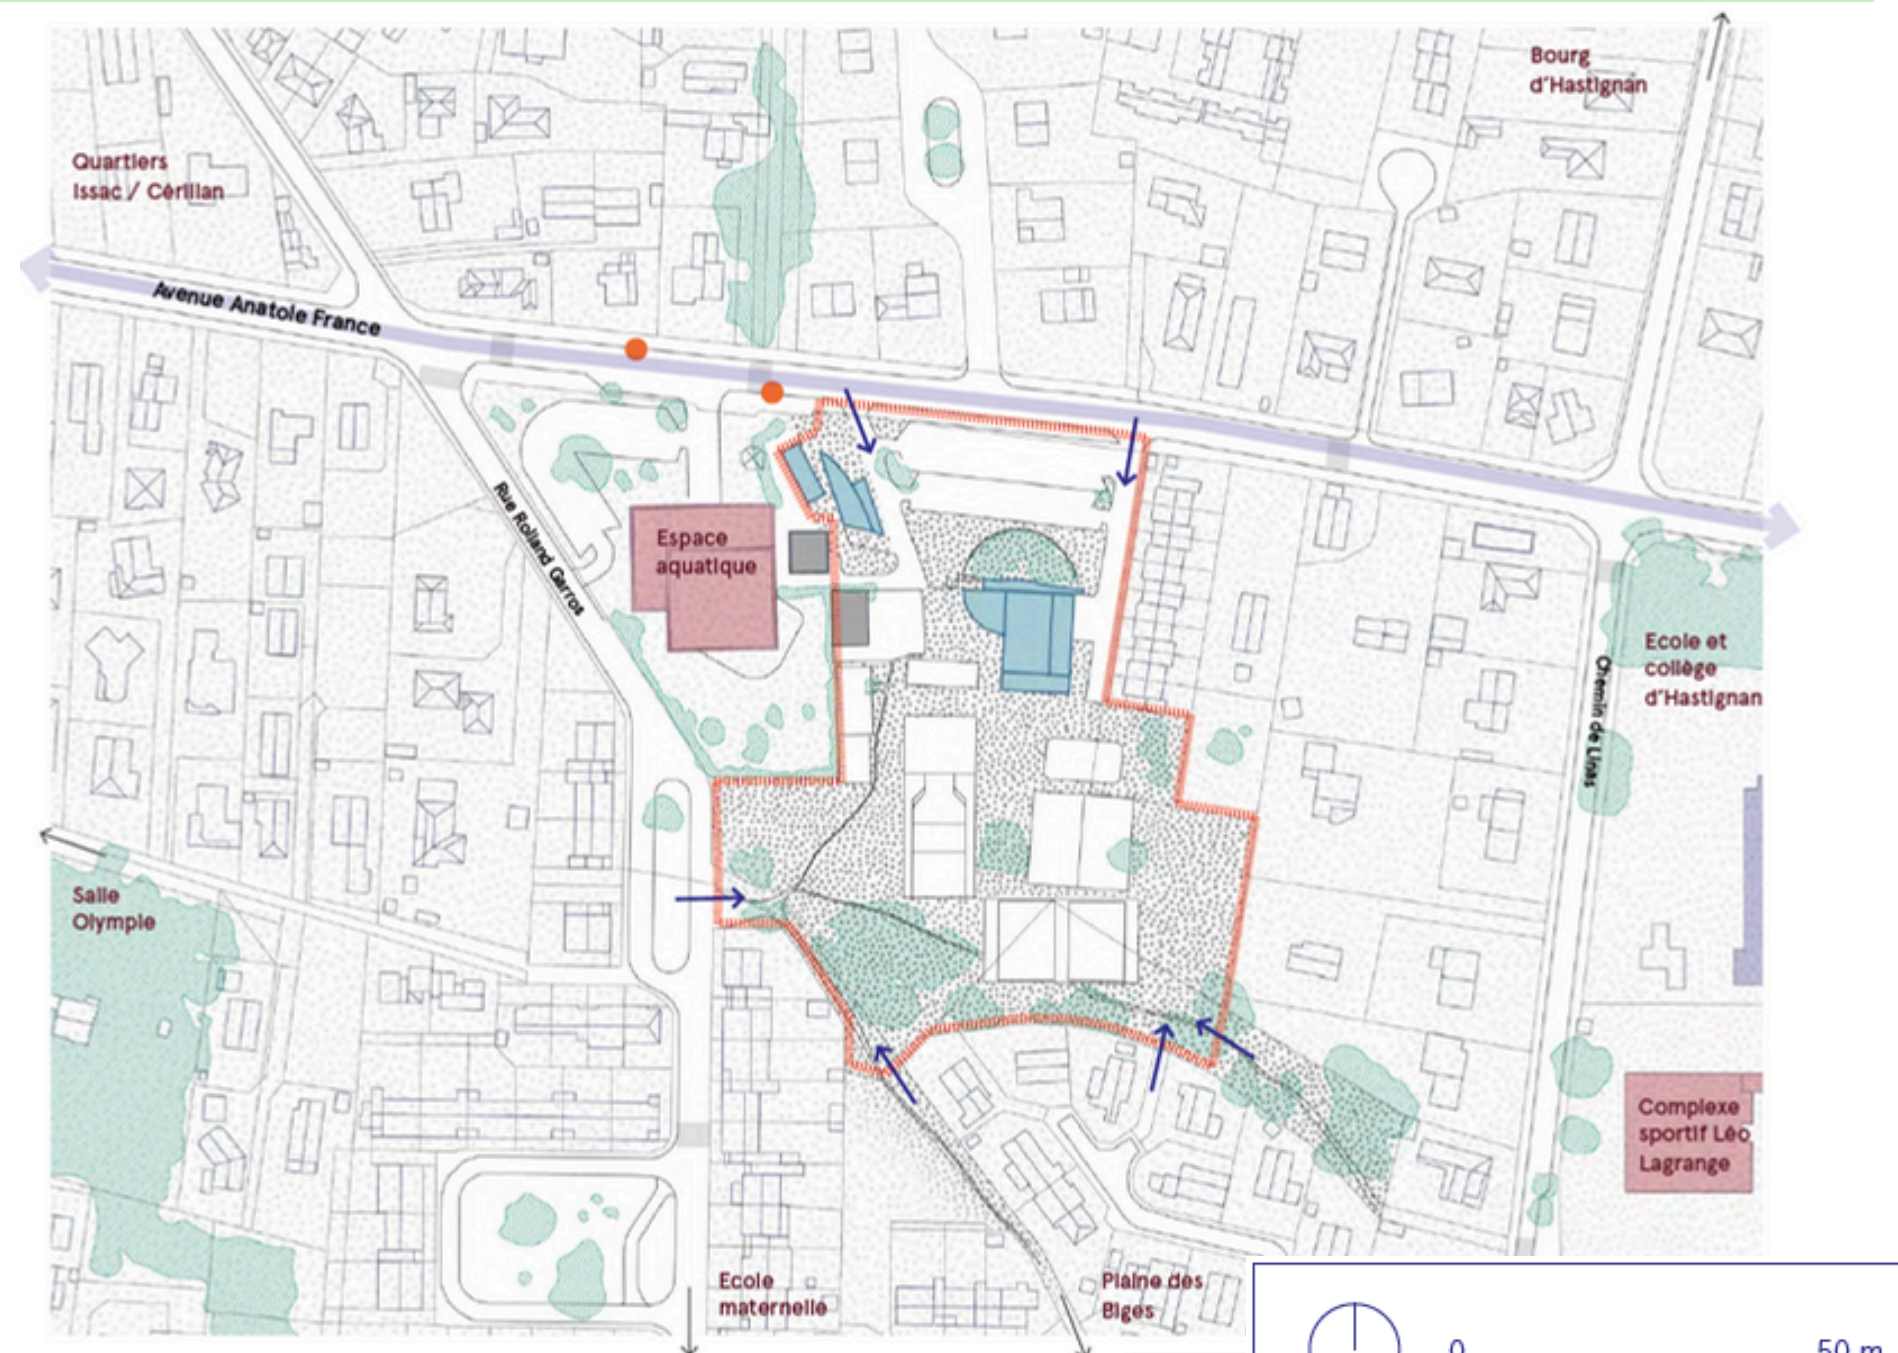 Bourg
d'Hastignan
Quartiers
Issac / Cérillan
Avenue Anatole France
Rue Rolland Garros
Espace
aquatique
Ecole et
collège
d'Hastignan
Chemin de Linas
Salle
Olympie
Complexe
sportif Léo
Lagrange
Ecole
maternelle
Plaine des
Biges
0
50 m